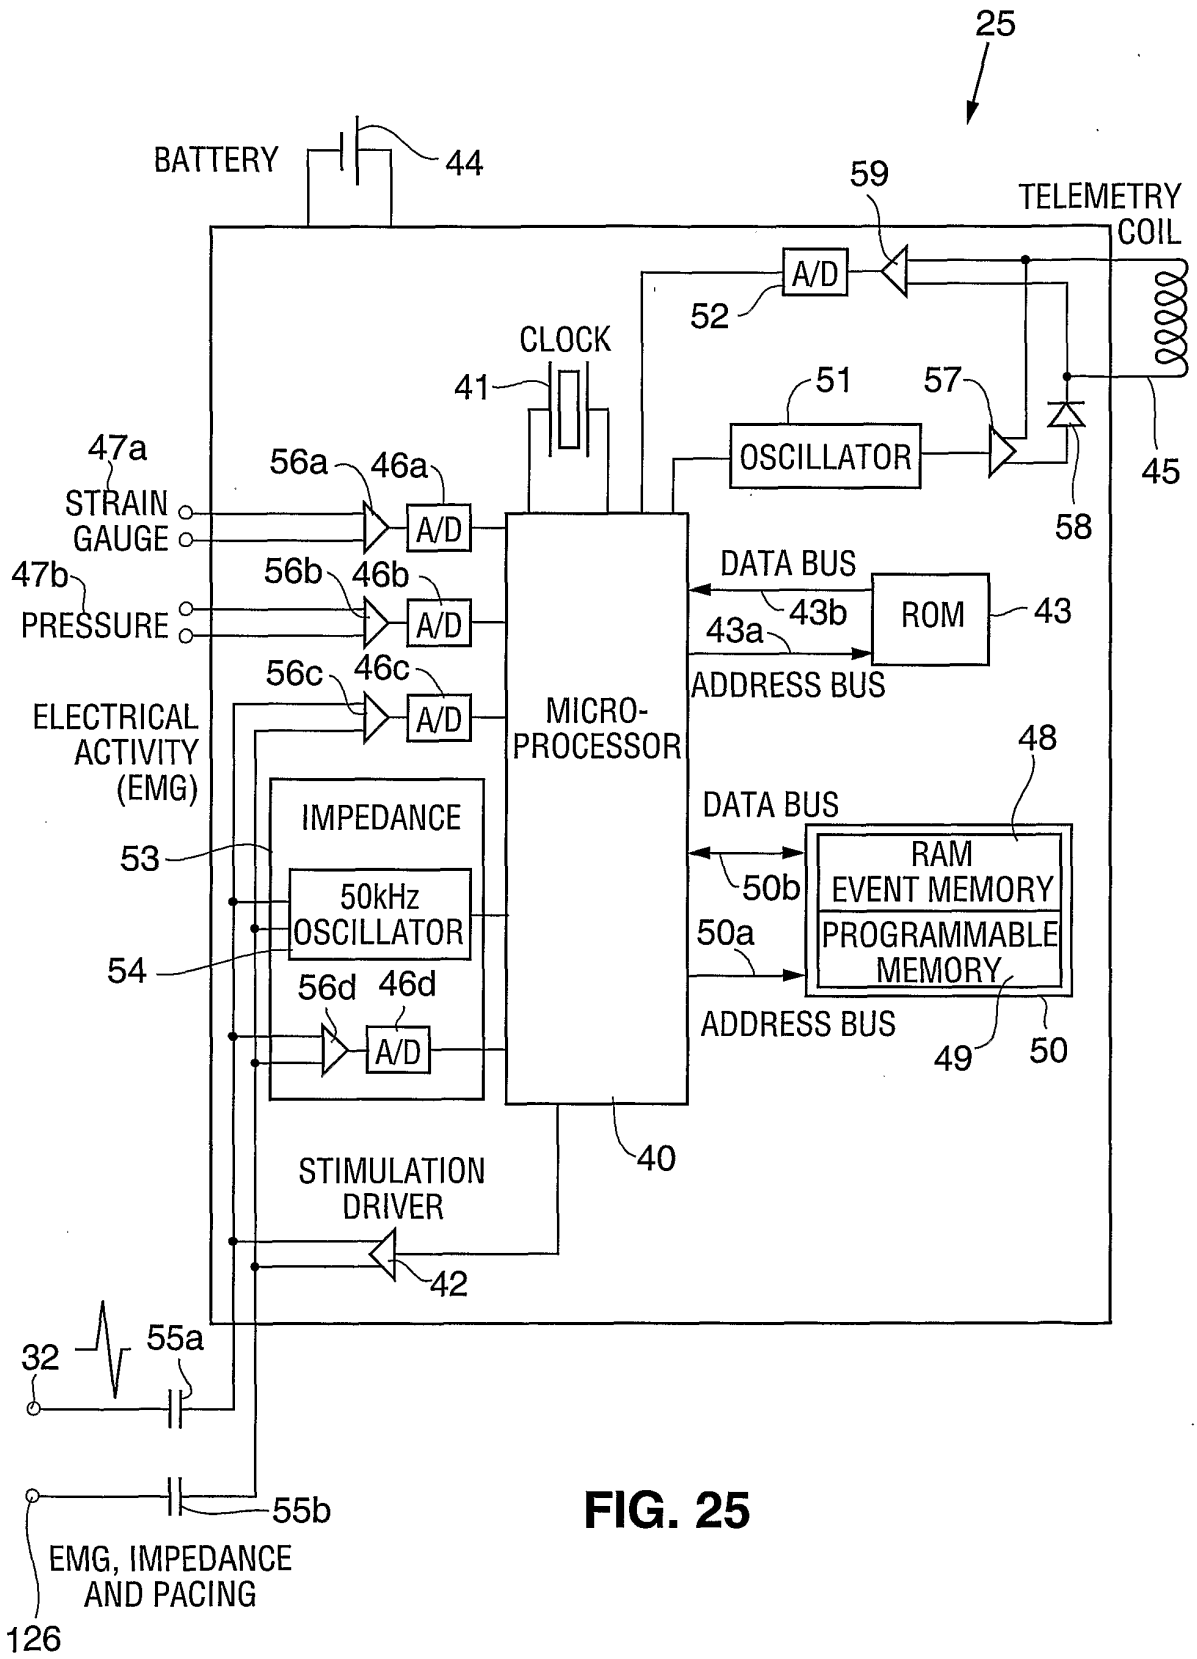 25
BATTERY
44
59
TELEMETRY
COIL
A/D
52
CLOCK
41
51
57
OSCILLATOR
45
58
47a
STRAIN
GAUGE
56a
46a
A/D
47b
PRESSURE
56b
46b
A/D
DATA BUS
43b
ROM
43
43a
ADDRESS BUS
56c
46c
A/D
ELECTRICAL
ACTIVITY
(EMG)
MICRO-
PROCESSOR
48
IMPEDANCE
53
DATA BUS
50b
RAM
EVENT MEMORY
50kHz
OSCILLATOR
54
50a
PROGRAMMABLE
MEMORY
56d
46d
A/D
ADDRESS BUS
49
50
40
STIMULATION
DRIVER
42
32
55a
55b
FIG. 25
EMG, IMPEDANCE
AND PACING
126